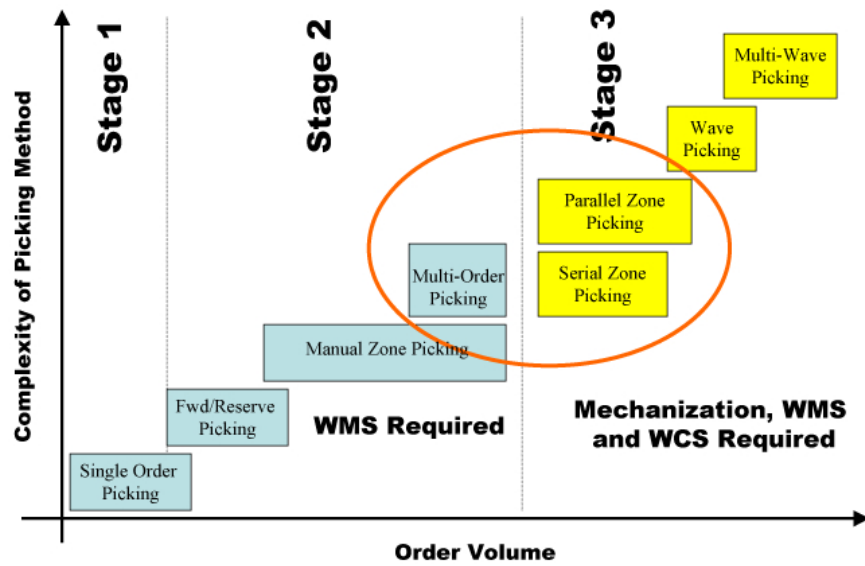 Complexity of Picking Method
Stage 1
Stage 2
Stage 3
Multi-Wave
Picking
Wave
Picking
Parallel Zone
Picking
Serial Zone
Picking
Multi-Order
Picking
Manual Zone Picking
Fwd/Reserve
Picking
WMS Required
Mechanization, WMS
and WCS Required
Single Order
Picking
Order Volume